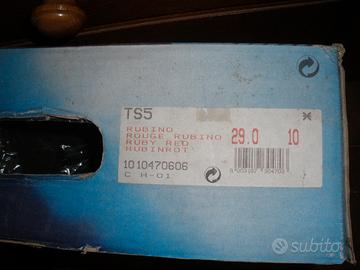 TS5
RUBINO
ROUGE RUBINO
RUBY RED
RUBINROT
29.0
10
1010470606
C H-01
subito